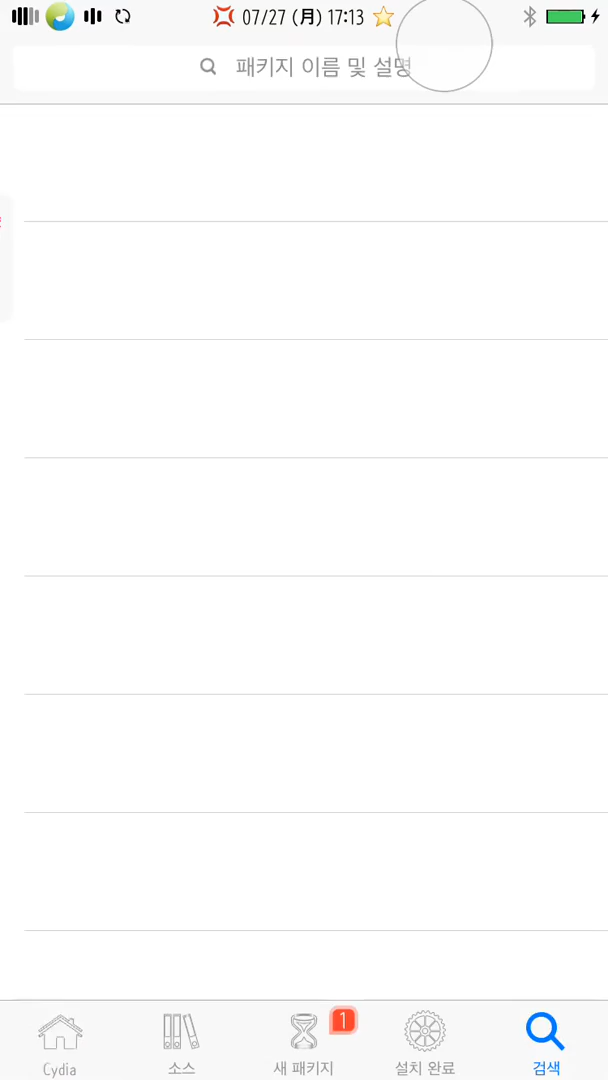 07/27 (月) 17:13
패키지 이름 및 설명
1
Cydia
소스
새 패키지
설치 완료
검색